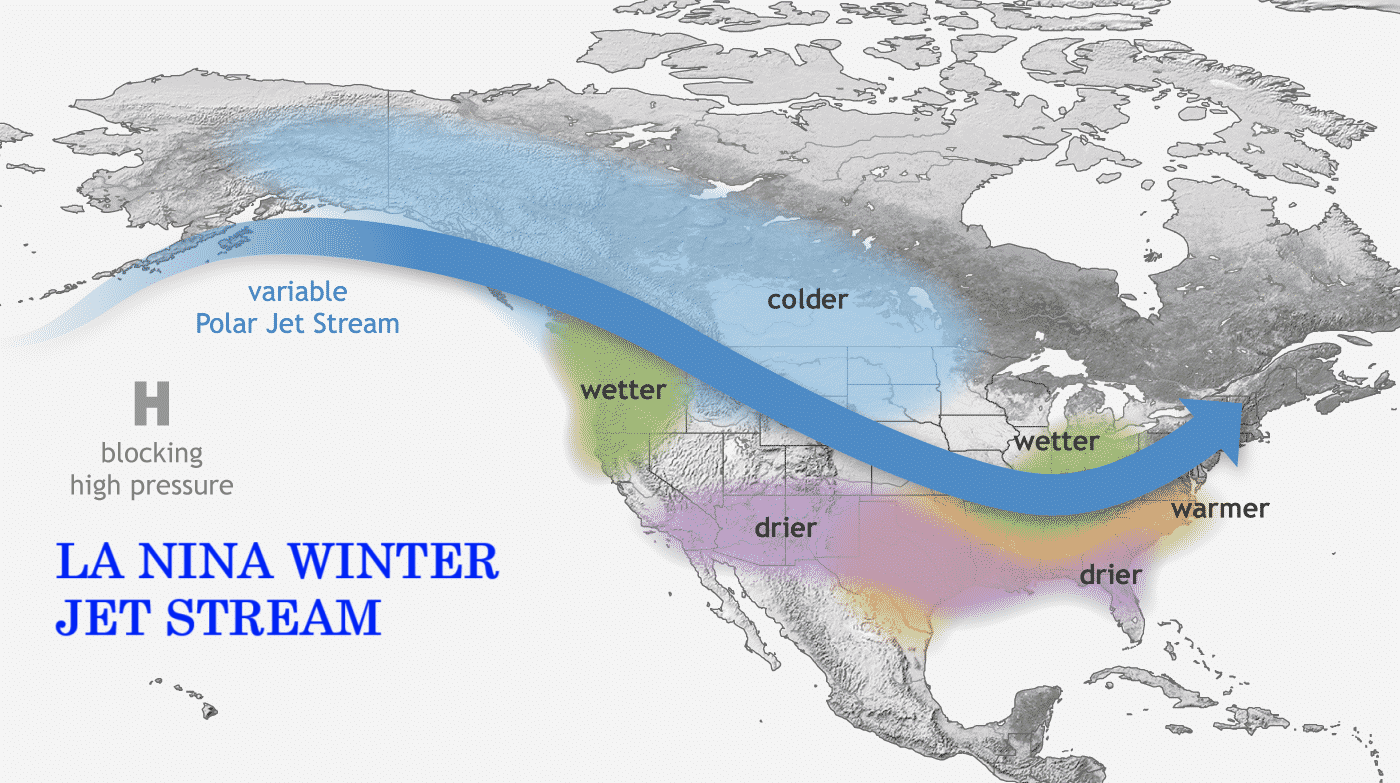 colder
variable
Polar Jet Stream
wetter
H
blocking
high pressure
wetter
warmer
drier
drier
LA NINA WINTER
JET STREAM